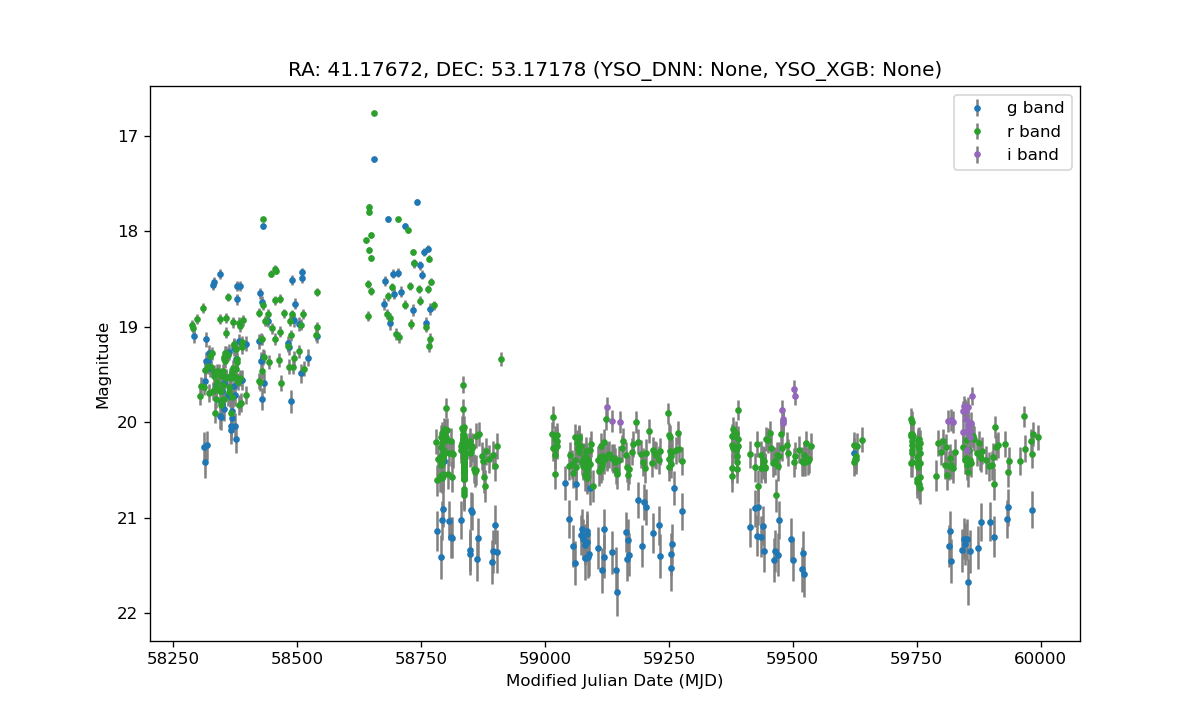 RA: 41.17672, DEC: 53.17178 (YSO_DNN: None, YSO_XGB: None)
g band
r band
i band
17
18
19
20
21
22
Magnitude
58250 58500 58750 59000 59250 59500 59750 60000
Modified Julian Date (MJD)